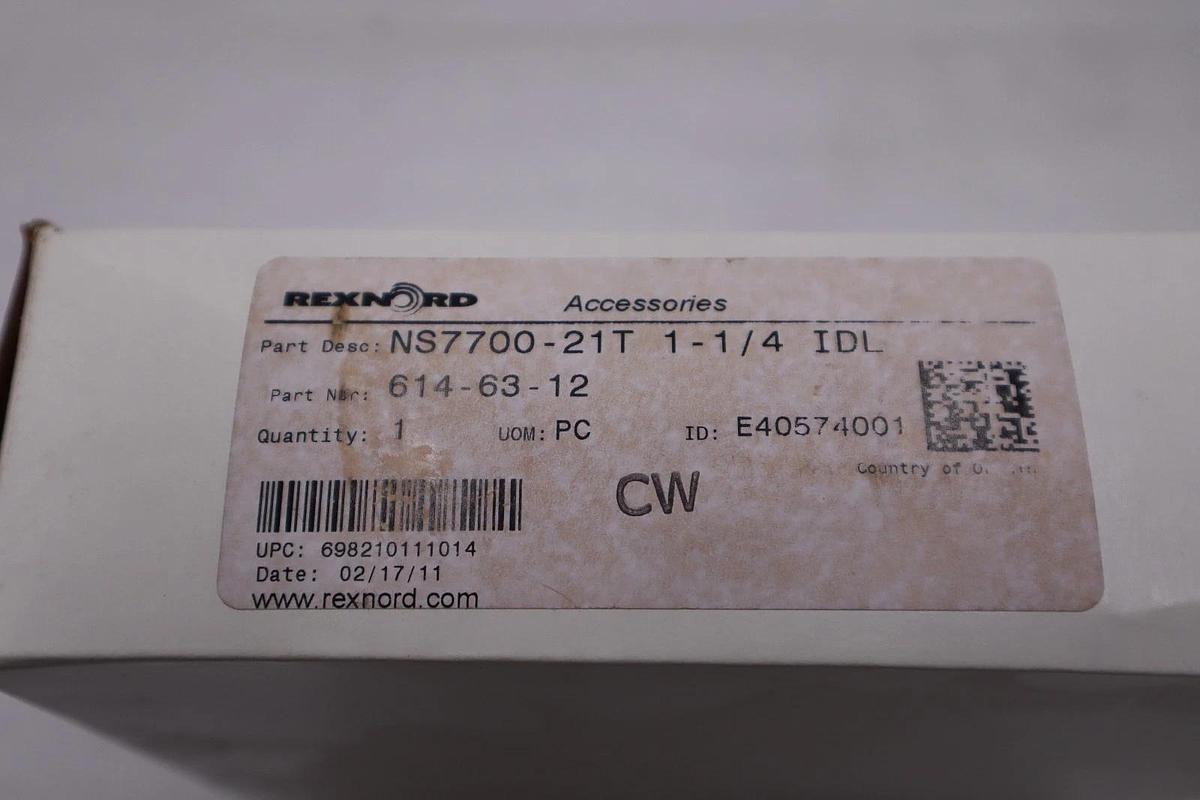 REXNORD Accessories
Part Desc: NS7700-21T 1-1/4 IDL
Part Nbr: 614-63-12
Quantity: 1 UOM: PC ID: E40574001
Country of
CW
UPC: 698210111014
Date: 02/17/11
www.rexnord.com